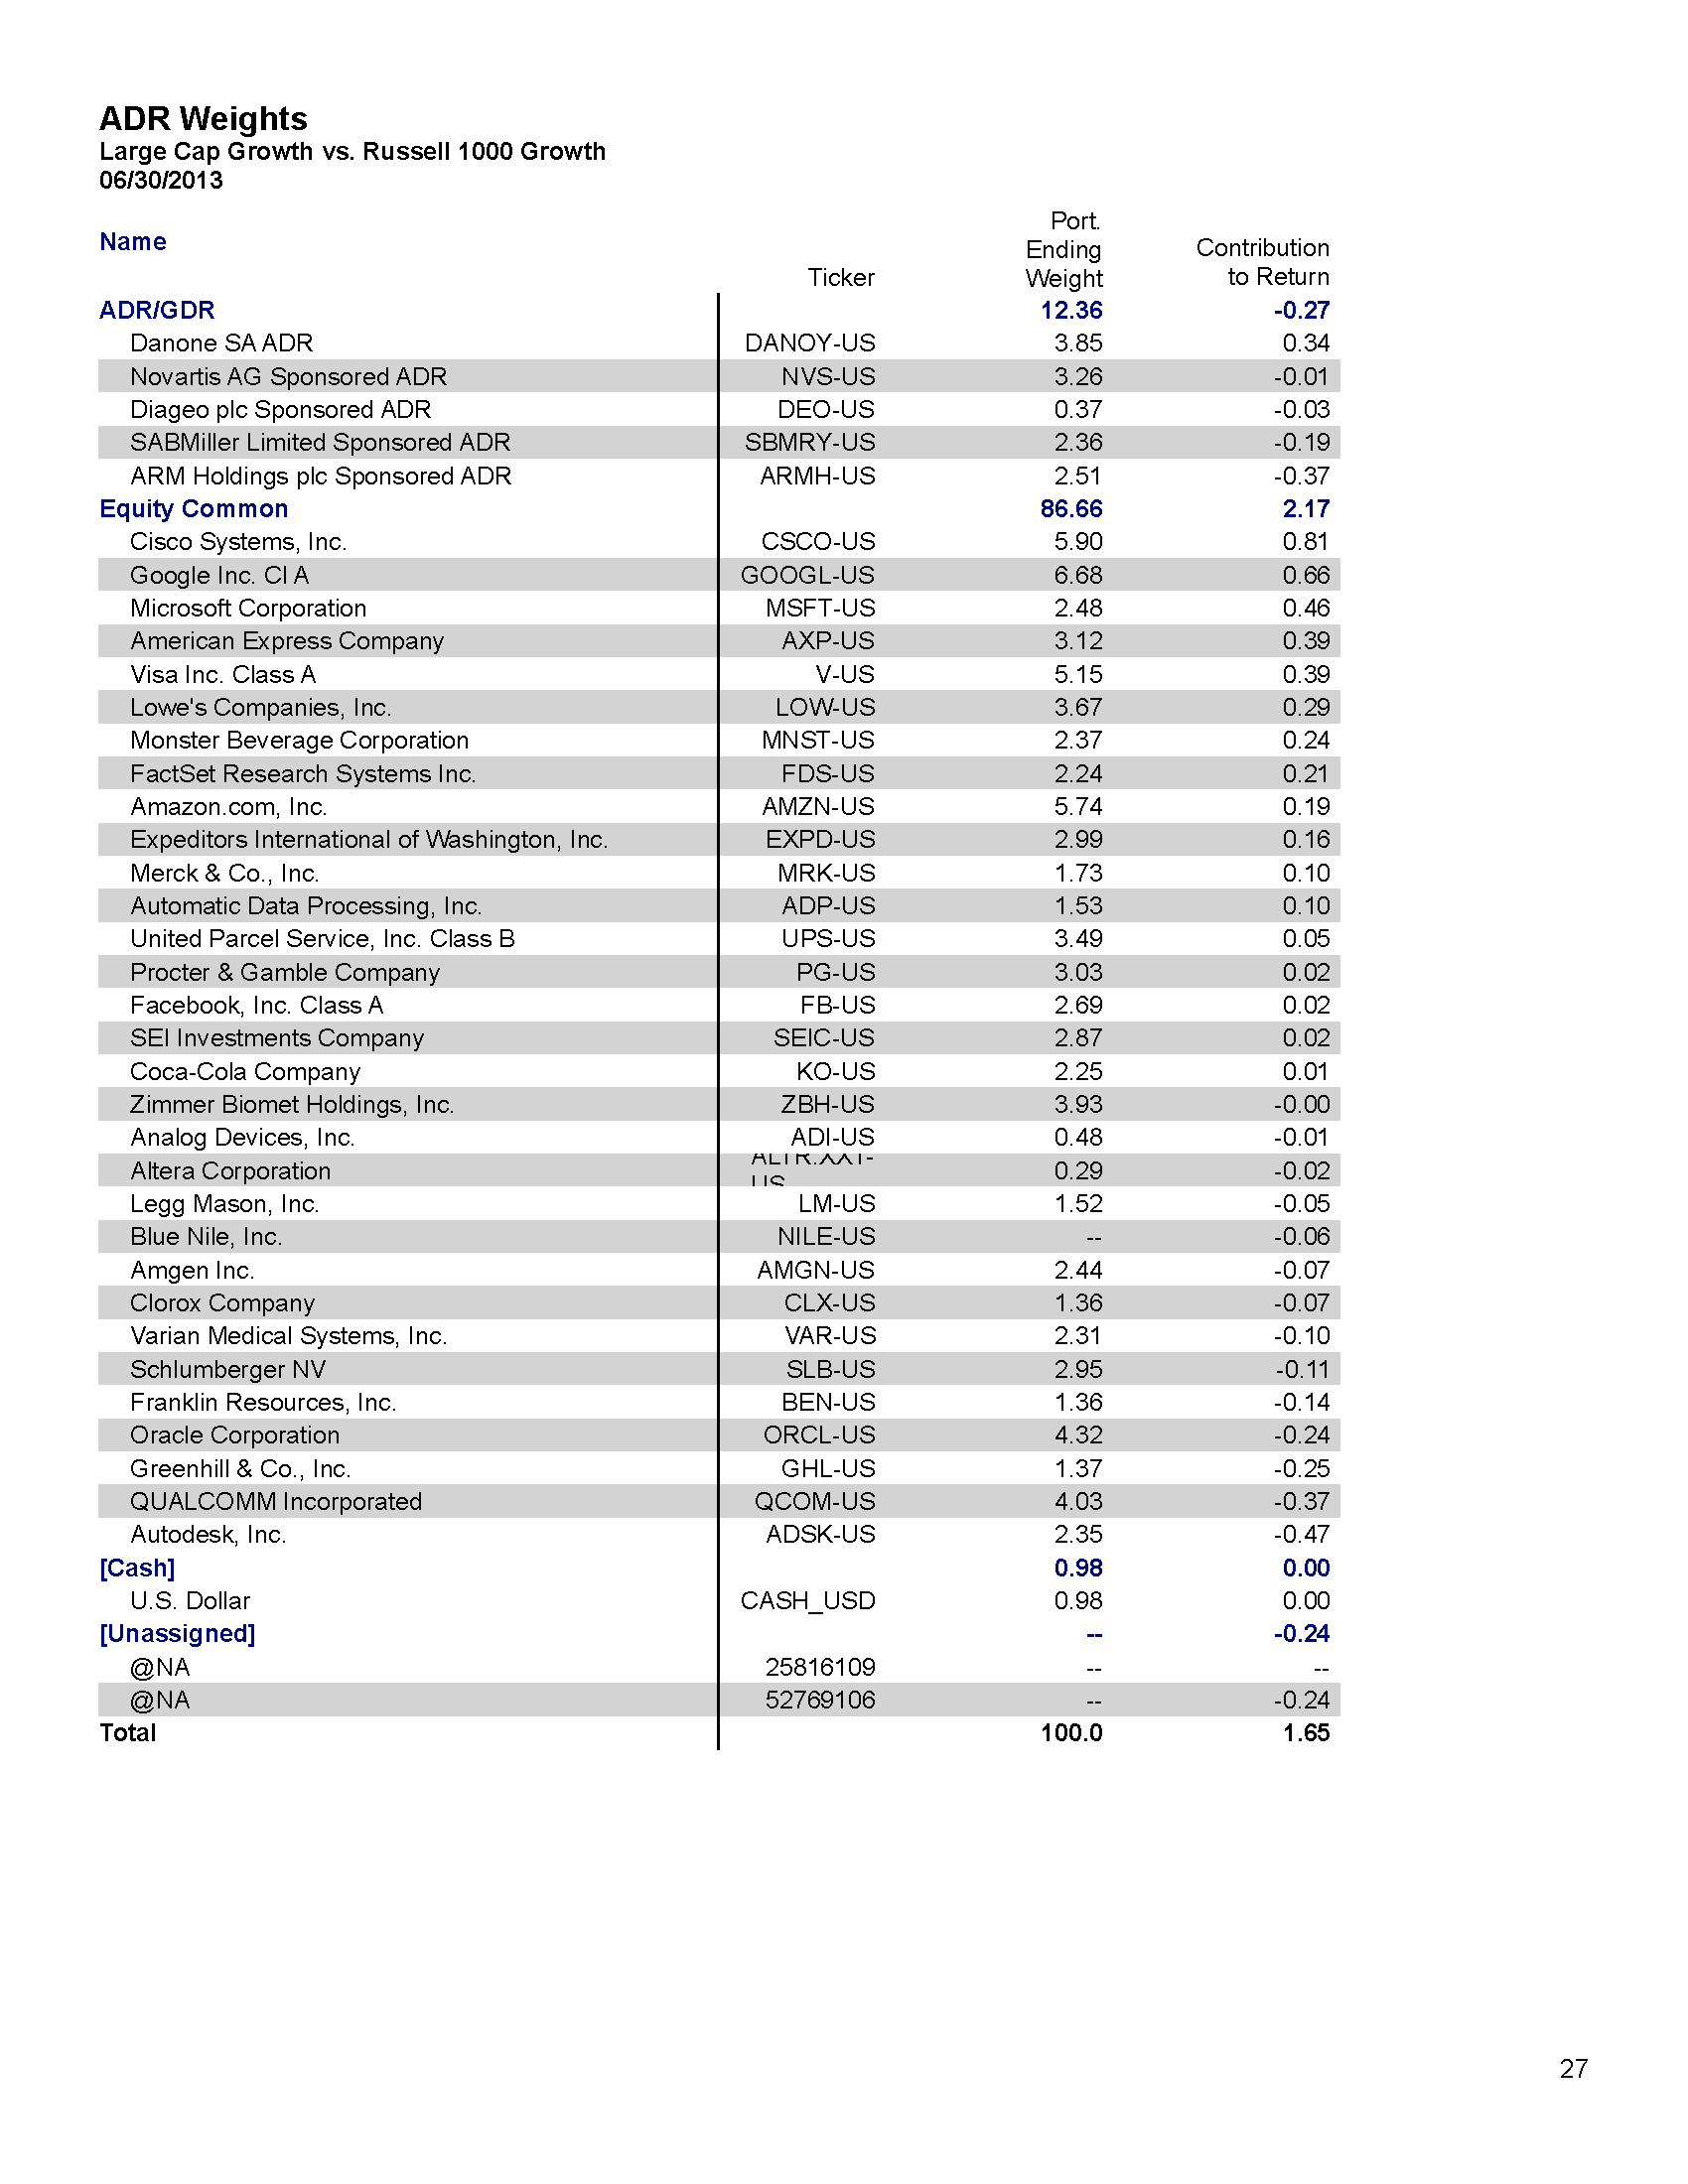 ADR Weights
Large Cap Growth vs. Russell 1000 Growth
06/30/2013
Name Ticker Port. Ending Weight Contribution to Return
ADR/GDR 12.36 -0.27
Danone SA ADR DANOY-US 3.85 0.34
Novartis AG Sponsored ADR NVS-US 3.26 -0.01
Diageo plc Sponsored ADR DEO-US 0.37 -0.03
SABMiller Limited Sponsored ADR SBMRY-US 2.36 -0.19
ARM Holdings plc Sponsored ADR ARMH-US 2.51 -0.37
Equity Common 86.66 2.17
Cisco Systems, Inc. CSCO-US 5.90 0.81
Google Inc. Cl A GOOGL-US 6.68 0.66
Microsoft Corporation MSFT-US 2.48 0.46
American Express Company AXP-US 3.12 0.39
Visa Inc. Class A V-US 5.15 0.39
Lowe's Companies, Inc. LOW-US 3.67 0.29
Monster Beverage Corporation MNST-US 2.37 0.24
FactSet Research Systems Inc. FDS-US 2.24 0.21
Amazon.com, Inc. AMZN-US 5.74 0.19
Expeditors International of Washington, Inc. EXPD-US 2.99 0.16
Merck & Co., Inc. MRK-US 1.73 0.10
Automatic Data Processing, Inc. ADP-US 1.53 0.10
United Parcel Service, Inc. Class B UPS-US 3.49 0.05
Procter & Gamble Company PG-US 3.03 0.02
Facebook, Inc. Class A FB-US 2.69 0.02
SEI Investments Company SEIC-US 2.87 0.02
Coca-Cola Company KO-US 2.25 0.01
Zimmer Biomet Holdings, Inc. ZBH-US 3.93 -0.00
Analog Devices, Inc. ADI-US 0.48 -0.01
Altera Corporation 0.29 -0.02
Legg Mason, Inc. LM-US 1.52 -0.05
Blue Nile, Inc. NILE-US -- -0.06
Amgen Inc. AMGN-US 2.44 -0.07
Clorox Company CLX-US 1.36 -0.07
Varian Medical Systems, Inc. VAR-US 2.31 -0.10
Schlumberger NV SLB-US 2.95 -0.11
Franklin Resources, Inc. BEN-US 1.36 -0.14
Oracle Corporation ORCL-US 4.32 -0.24
Greenhill & Co., Inc. GHL-US 1.37 -0.25
QUALCOMM Incorporated QCOM-US 4.03 -0.37
Autodesk, Inc. ADSK-US 2.35 -0.47
[Cash] 0.98 0.00
U.S. Dollar CASH_USD 0.98 0.00
[Unassigned] -- -0.24
@NA 25816109 -- --
@NA 52769106 -- -0.24
Total 100.0 1.65
27